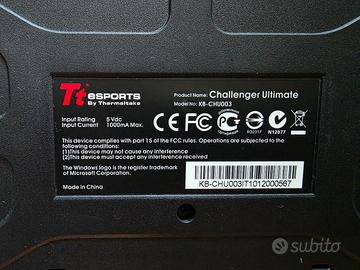 Tt eSPORTS
By Thermaltake
Product Name: Challenger Ultimate
Model No: KB-CHU003
Input Rating 5 Vdc
Input Current 1000mA Max.
R32317 N12877
This device complies with part 15 of the FCC rules. Operations are subjected to the
following conditions:
(1)This device may not cause any interference
(2)This device must accept any interference received
The Windows logo is the register trademark
of Microsoft Corporation.
Made in China
KB-CHU003IT1012000567
subito